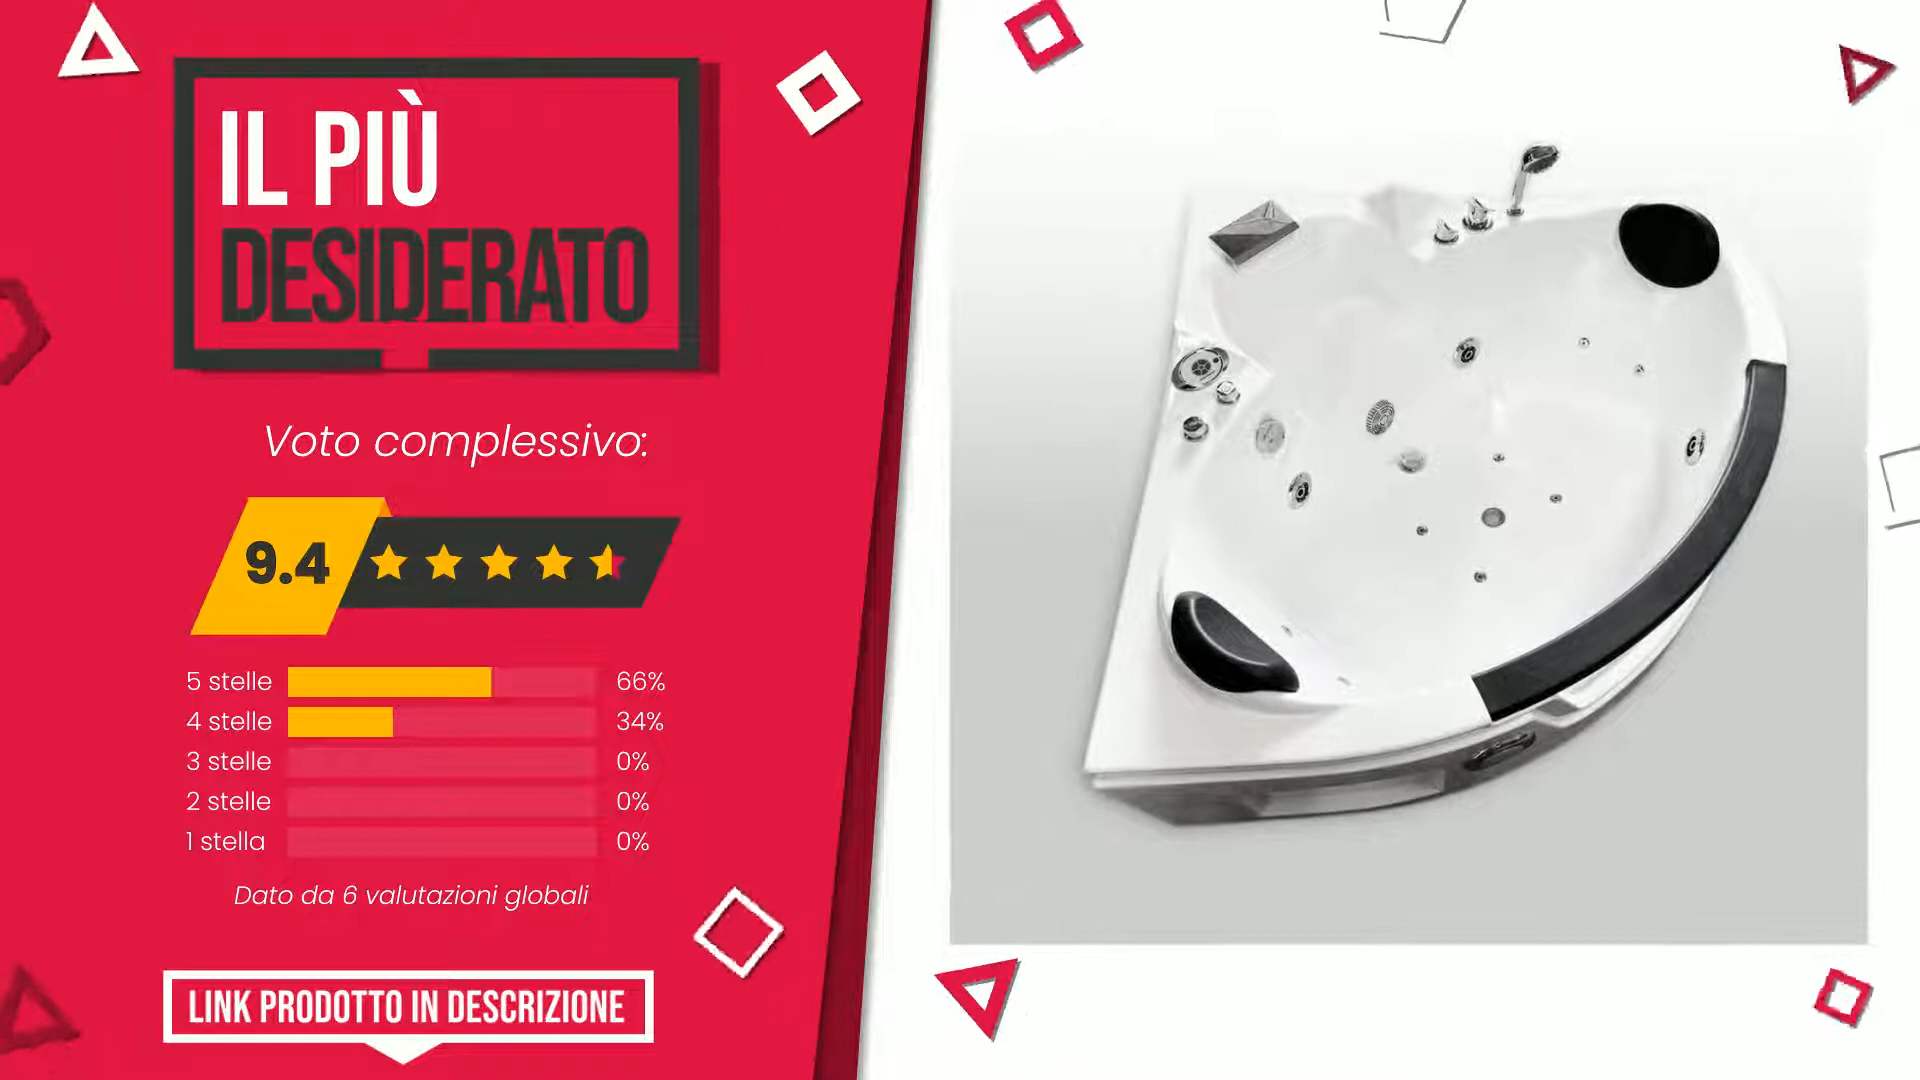 IL PIÙ
DESIDERATO
Voto complessivo:
9.4
5 stelle 66%
4 stelle 34%
3 stelle 0%
2 stelle 0%
1 stella 0%
Dato da 6 valutazioni globali
LINK PRODOTTO IN DESCRIZIONE